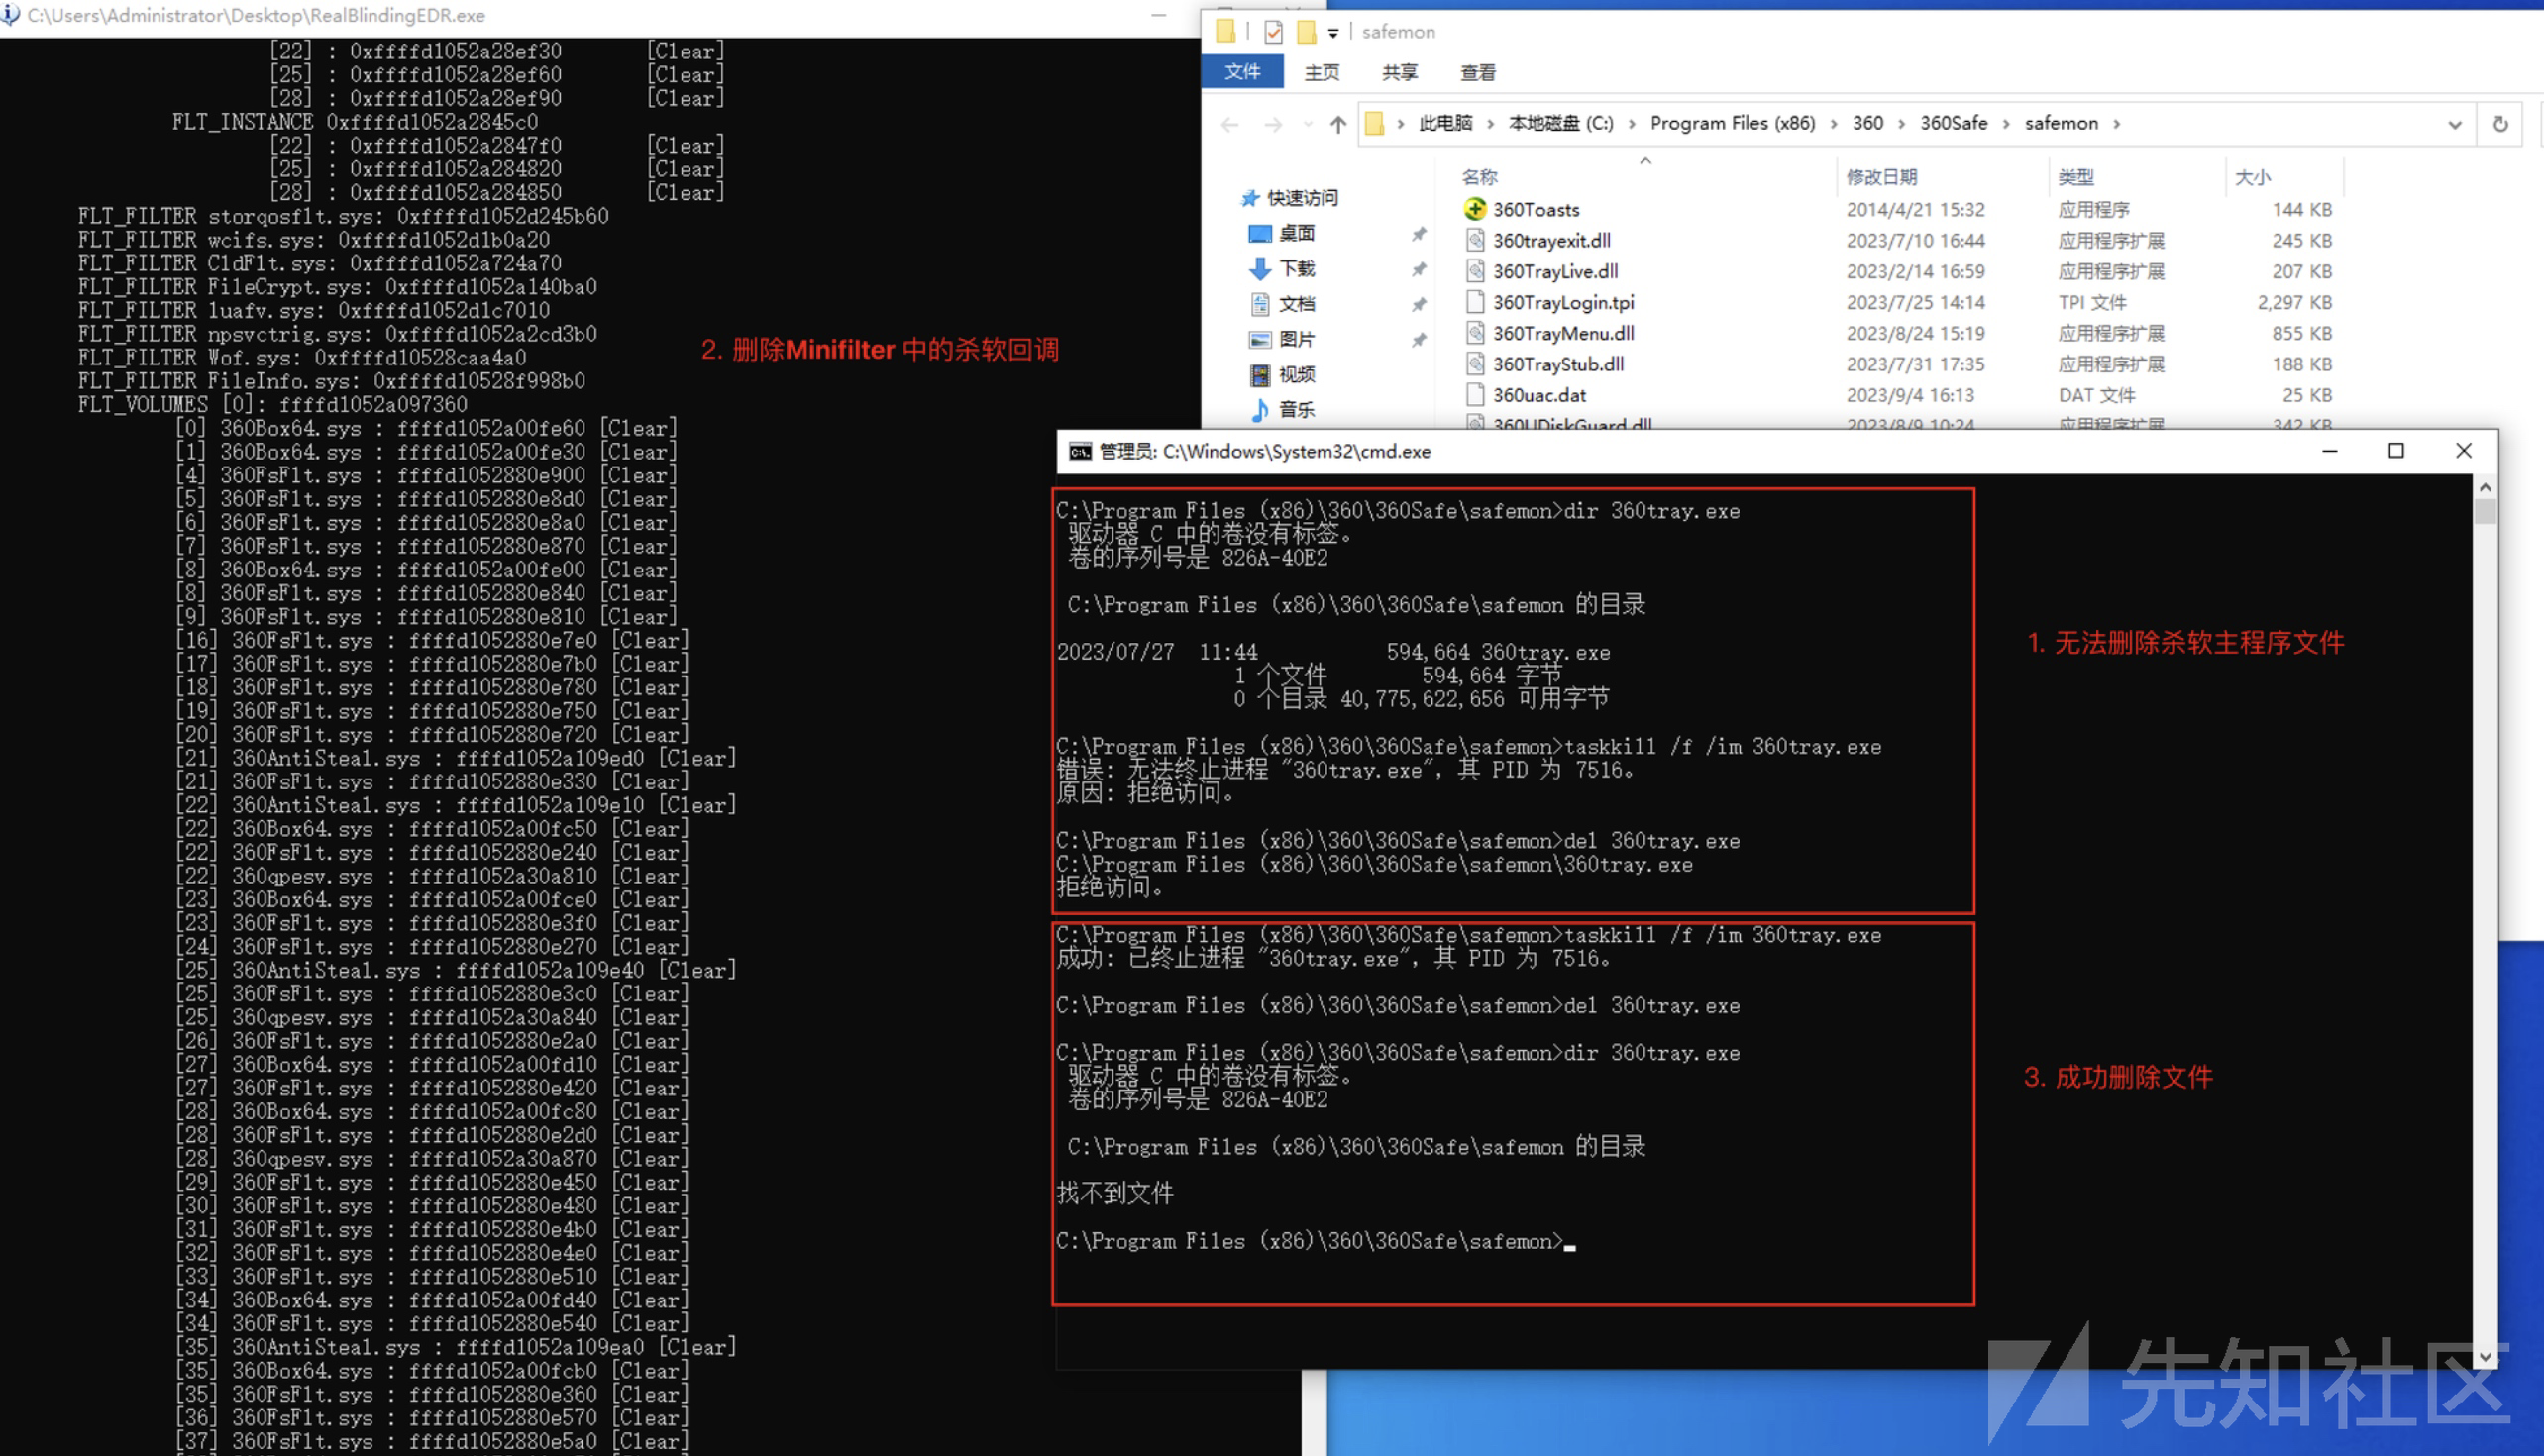 C:\Users\Administrator\Desktop\RealBlindingEDR.exe
[22] : 0xffffd1052a28ef30 [Clear]
[25] : 0xffffd1052a28ef60 [Clear]
[28] : 0xffffd1052a28ef90 [Clear]
FLT_INSTANCE 0xffffd1052a2845c0
[22] : 0xffffd1052a2847f0 [Clear]
[25] : 0xffffd1052a284820 [Clear]
[28] : 0xffffd1052a284850 [Clear]
FLT_FILTER storqosflt.sys: 0xffffd1052d245b60
FLT_FILTER wcifs.sys: 0xffffd1052d1b0a20
FLT_FILTER CldFlt.sys: 0xffffd1052a724a70
FLT_FILTER FileCrypt.sys: 0xffffd1052a140ba0
FLT_FILTER luafv.sys: 0xffffd1052d1c7010
FLT_FILTER npsvctrig.sys: 0xffffd1052a2cd3b0
FLT_FILTER Wof.sys: 0xffffd10528caa4a0
FLT_FILTER FileInfo.sys: 0xffffd10528f998b0
FLT_VOLUMES [0]: ffffd1052a097360
[0] 360Box64.sys : ffffd1052a00fe60 [Clear]
[1] 360Box64.sys : ffffd1052a00fe30 [Clear]
[4] 360FsFlt.sys : ffffd1052880e900 [Clear]
[5] 360FsFlt.sys : ffffd1052880e8d0 [Clear]
[6] 360FsFlt.sys : ffffd1052880e8a0 [Clear]
[7] 360FsFlt.sys : ffffd1052880e870 [Clear]
[8] 360Box64.sys : ffffd1052a00fe00 [Clear]
[8] 360FsFlt.sys : ffffd1052880e840 [Clear]
[9] 360FsFlt.sys : ffffd1052880e810 [Clear]
[16] 360FsFlt.sys : ffffd1052880e7e0 [Clear]
[17] 360FsFlt.sys : ffffd1052880e7b0 [Clear]
[18] 360FsFlt.sys : ffffd1052880e780 [Clear]
[19] 360FsFlt.sys : ffffd1052880e750 [Clear]
[20] 360FsFlt.sys : ffffd1052880e720 [Clear]
[21] 360AntiSteal.sys : ffffd1052a109ed0 [Clear]
[21] 360FsFlt.sys : ffffd1052880e330 [Clear]
[22] 360AntiSteal.sys : ffffd1052a109e10 [Clear]
[22] 360Box64.sys : ffffd1052a00fc50 [Clear]
[22] 360FsFlt.sys : ffffd1052880e240 [Clear]
[22] 360qpesv.sys : ffffd1052a30a810 [Clear]
[23] 360Box64.sys : ffffd1052a00fce0 [Clear]
[23] 360FsFlt.sys : ffffd1052880e3f0 [Clear]
[24] 360FsFlt.sys : ffffd1052880e270 [Clear]
[25] 360AntiSteal.sys : ffffd1052a109e40 [Clear]
[25] 360FsFlt.sys : ffffd1052880e3c0 [Clear]
[25] 360qpesv.sys : ffffd1052a30a840 [Clear]
[26] 360FsFlt.sys : ffffd1052880e2a0 [Clear]
[27] 360Box64.sys : ffffd1052a00fd10 [Clear]
[27] 360FsFlt.sys : ffffd1052880e420 [Clear]
[28] 360Box64.sys : ffffd1052a00fc80 [Clear]
[28] 360FsFlt.sys : ffffd1052880e2d0 [Clear]
[28] 360qpesv.sys : ffffd1052a30a870 [Clear]
[29] 360FsFlt.sys : ffffd1052880e450 [Clear]
[30] 360FsFlt.sys : ffffd1052880e480 [Clear]
[31] 360FsFlt.sys : ffffd1052880e4b0 [Clear]
[32] 360FsFlt.sys : ffffd1052880e4e0 [Clear]
[33] 360FsFlt.sys : ffffd1052880e510 [Clear]
[34] 360Box64.sys : ffffd1052a00fd40 [Clear]
[34] 360FsFlt.sys : ffffd1052880e540 [Clear]
[35] 360AntiSteal.sys : ffffd1052a109ea0 [Clear]
[35] 360Box64.sys : ffffd1052a00fcb0 [Clear]
[35] 360FsFlt.sys : ffffd1052880e360 [Clear]
[36] 360FsFlt.sys : ffffd1052880e570 [Clear]
[37] 360FsFlt.sys : ffffd1052880e5a0 [Clear]
2. 删除Minifilter 中的杀软回调
safemon
文件 主页 共享 查看
此电脑 › 本地磁盘 (C:) › Program Files (x86) › 360 › 360Safe › safemon ›
快速访问
桌面
下载
文档
图片
视频
音乐
名称 修改日期 类型 大小
360Toasts 2014/4/21 15:32 应用程序 144 KB
360trayexit.dll 2023/7/10 16:44 应用程序扩展 245 KB
360TrayLive.dll 2023/2/14 16:59 应用程序扩展 207 KB
360TrayLogin.tpi 2023/7/25 14:14 TPI 文件 2,297 KB
360TrayMenu.dll 2023/8/24 15:19 应用程序扩展 855 KB
360TrayStub.dll 2023/7/31 17:35 应用程序扩展 188 KB
360uac.dat 2023/9/4 16:13 DAT 文件 25 KB
360UDiskGuard.dll 2023/8/9 10:24 应用程序扩展 342 KB
管理员: C:\Windows\System32\cmd.exe
C:\Program Files (x86)\360\360Safe\safemon>dir 360tray.exe
驱动器 C 中的卷没有标签。
卷的序列号是 826A-40E2
C:\Program Files (x86)\360\360Safe\safemon 的目录
2023/07/27 11:44 594,664 360tray.exe
1 个文件 594,664 字节
0 个目录 40,775,622,656 可用字节
C:\Program Files (x86)\360\360Safe\safemon>taskkill /f /im 360tray.exe
错误: 无法终止进程 "360tray.exe"，其 PID 为 7516。
原因: 拒绝访问。
C:\Program Files (x86)\360\360Safe\safemon>del 360tray.exe
C:\Program Files (x86)\360\360Safe\safemon\360tray.exe
拒绝访问。
1. 无法删除杀软主程序文件
C:\Program Files (x86)\360\360Safe\safemon>taskkill /f /im 360tray.exe
成功: 已终止进程 "360tray.exe"，其 PID 为 7516。
C:\Program Files (x86)\360\360Safe\safemon>del 360tray.exe
C:\Program Files (x86)\360\360Safe\safemon>dir 360tray.exe
驱动器 C 中的卷没有标签。
卷的序列号是 826A-40E2
C:\Program Files (x86)\360\360Safe\safemon 的目录
找不到文件
C:\Program Files (x86)\360\360Safe\safemon>
3. 成功删除文件
先知社区